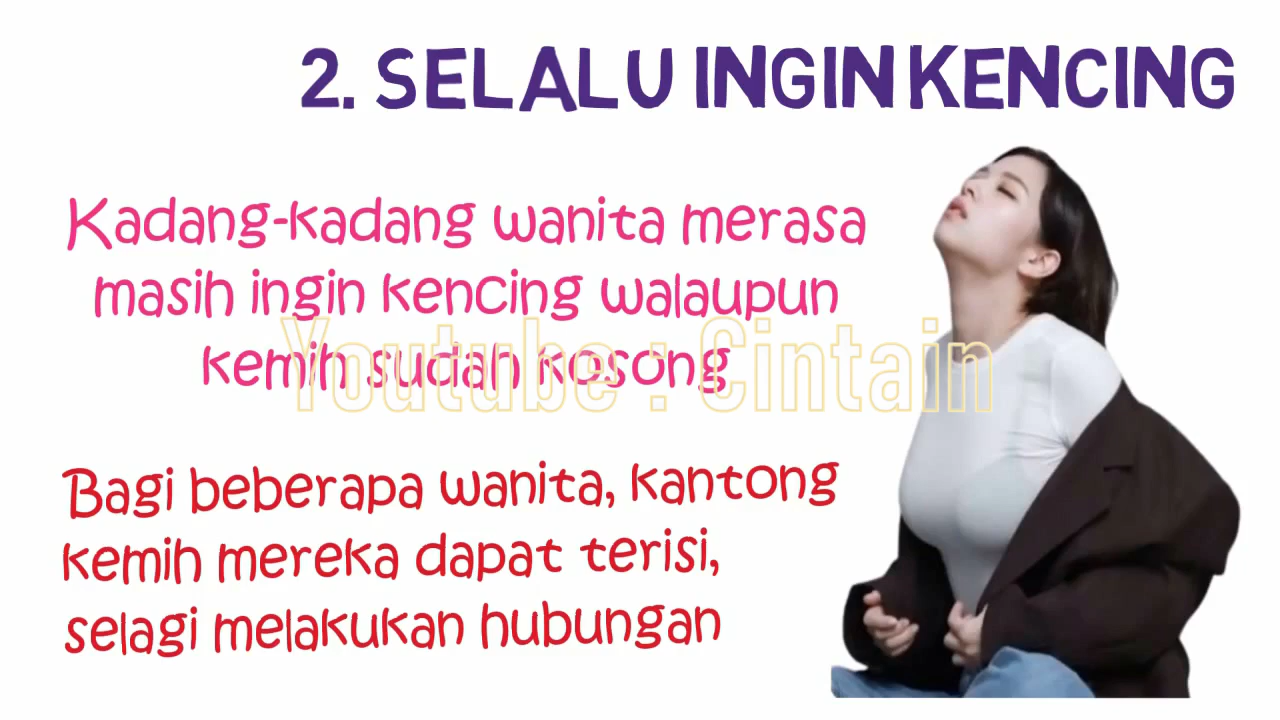 2. SELALU INGIN KENCING
Kadang-kadang wanita merasa
masih ingin kencing walaupun
kemih sudah kosong
Youtube : Cintain
Bagi beberapa wanita, kantong
kemih mereka dapat terisi,
selagi melakukan hubungan